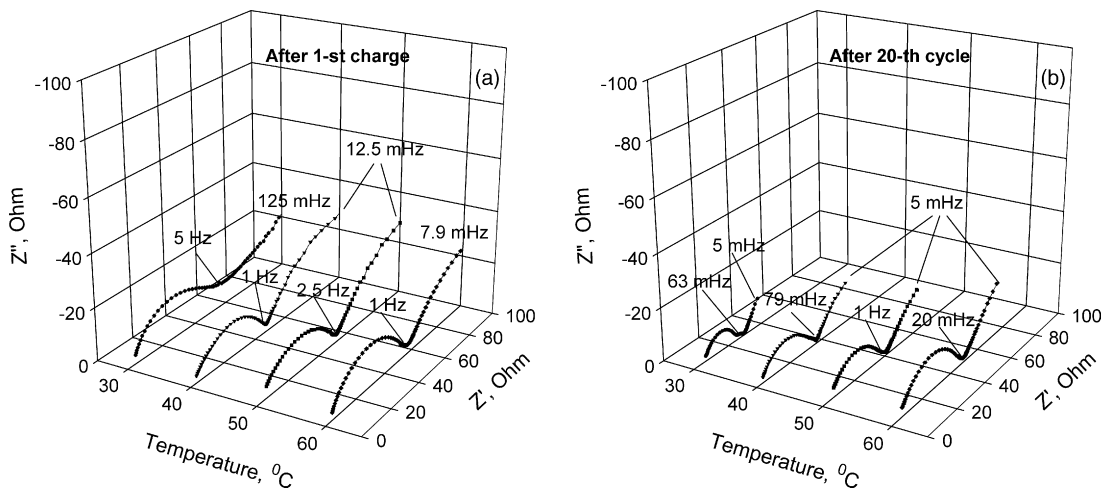 After 1-st charge
(a)
-100
-80
-60
-40
-20
0
Z'', Ohm
12.5 mHz
125 mHz
7.9 mHz
5 Hz
1 Hz
2.5 Hz
1 Hz
30
40
50
60
Temperature, ⁰C
0
20
40
60
80
100
Z', Ohm
After 20-th cycle
(b)
-100
-80
-60
-40
-20
0
Z'', Ohm
5 mHz
5 mHz
63 mHz
79 mHz
1 Hz
20 mHz
30
40
50
60
Temperature, ⁰C
0
20
40
60
80
100
Z', Ohm